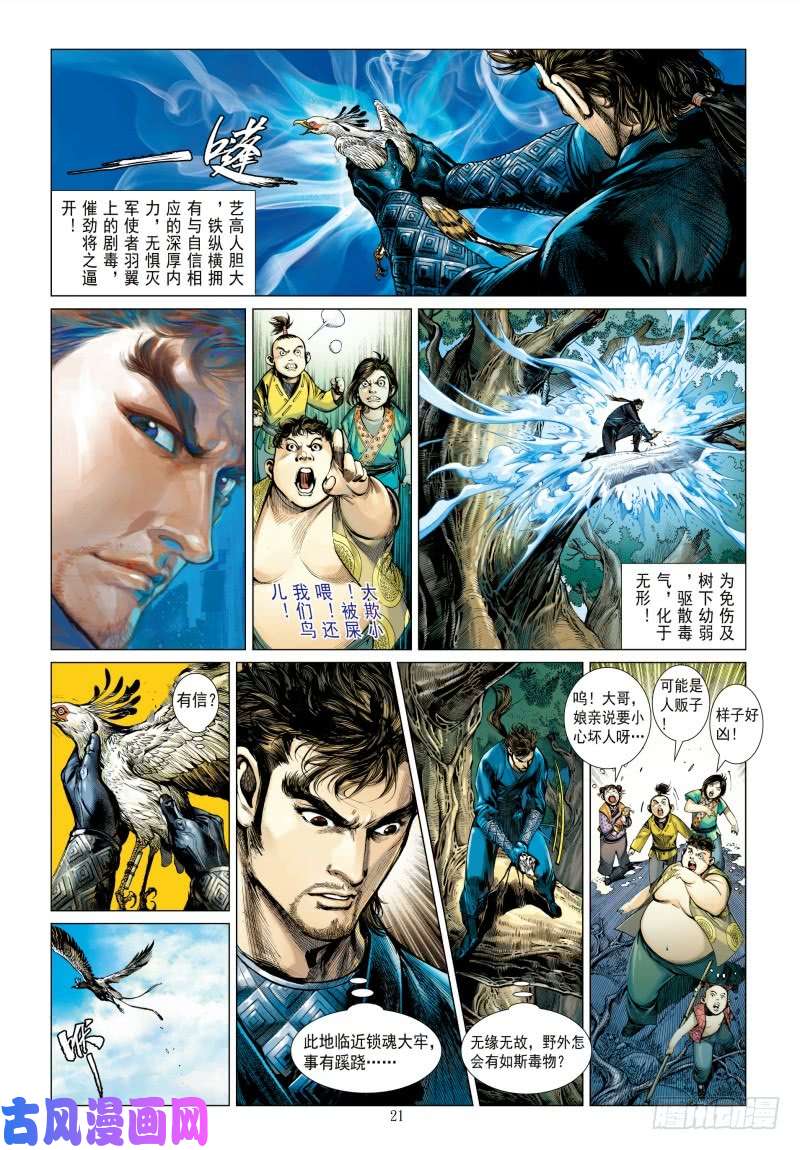 噠一
艺高人胆大
，铁纵横拥
有与自信相
应的深厚内
力，无惧灭
军使者羽翼
上的剧毒，
催劲将之逼
开！
太欺小
！被屎
喂！还
我们鸟
儿！
为免伤及
树下幼弱
，驱散毒
气，化于
无形！
有信？
此地临近锁魂大牢，
事有蹊跷……
无缘无故，野外怎
会有如斯毒物？
呜！大哥，
娘亲说要小
心坏人呀…
可能是
人贩子
！
样子好
凶！
古风漫画网
21